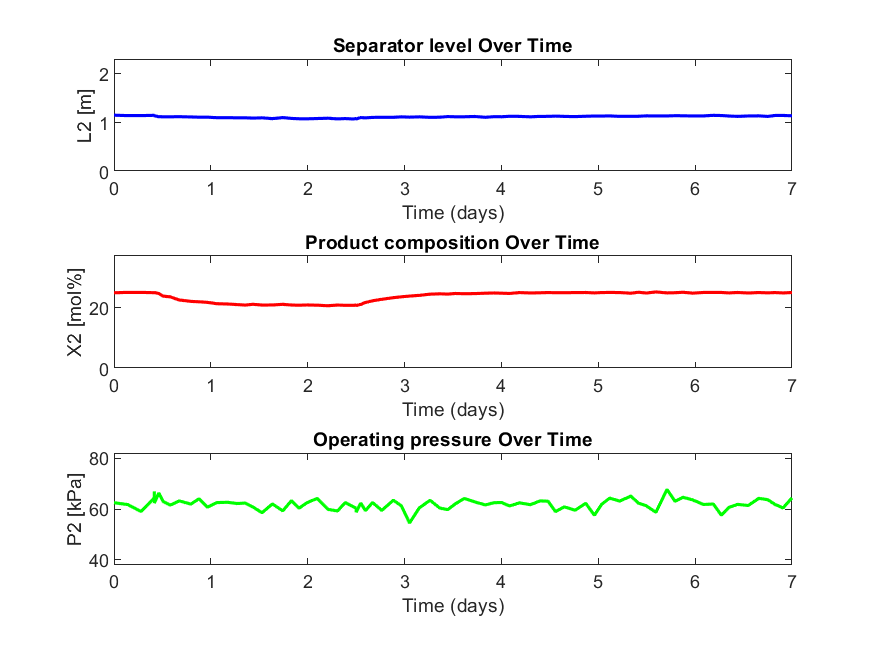 Separator level Over Time
2
1
0
L2 [m]
0 1 2 3 4 5 6 7
Time (days)
Product composition Over Time
20
0
X2 [mol%]
0 1 2 3 4 5 6 7
Time (days)
Operating pressure Over Time
80
60
40
P2 [kPa]
0 1 2 3 4 5 6 7
Time (days)